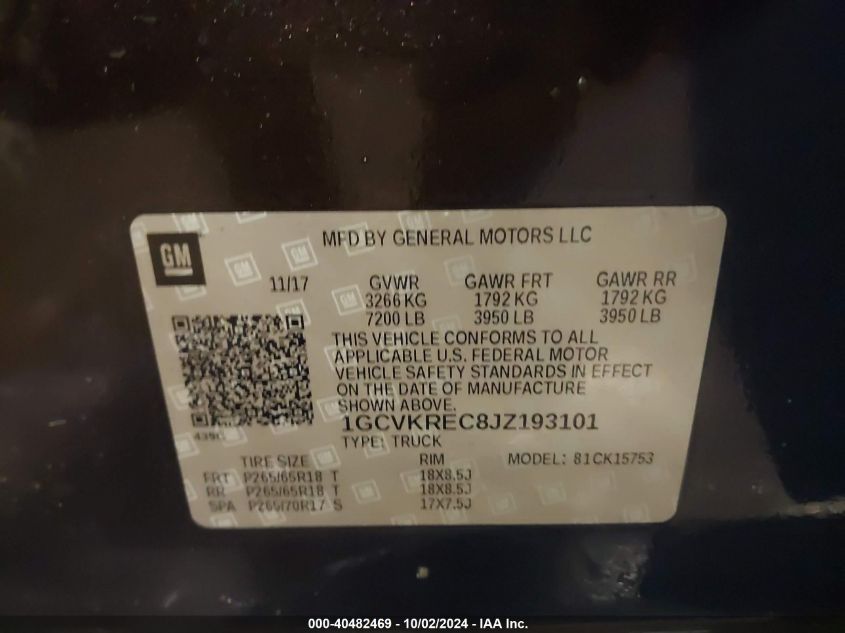 GM
MFD BY GENERAL MOTORS LLC
11/17 GVWR GAWR FRT GAWR RR
3266 KG 1792 KG 1792 KG
7200 LB 3950 LB 3950 LB
THIS VEHICLE CONFORMS TO ALL
APPLICABLE U.S. FEDERAL MOTOR
VEHICLE SAFETY STANDARDS IN EFFECT
ON THE DATE OF MANUFACTURE
SHOWN ABOVE.
1GCVKREC8JZ193101
TYPE: TRUCK
TIRE SIZE RIM MODEL: 81CK15753
FRT P265/65R18 T 18X8.5J
RR P265/65R18 T 18X8.5J
SPA P265/70R17 S 17X7.5J
000-40482469 - 10/02/2024 - IAA Inc.